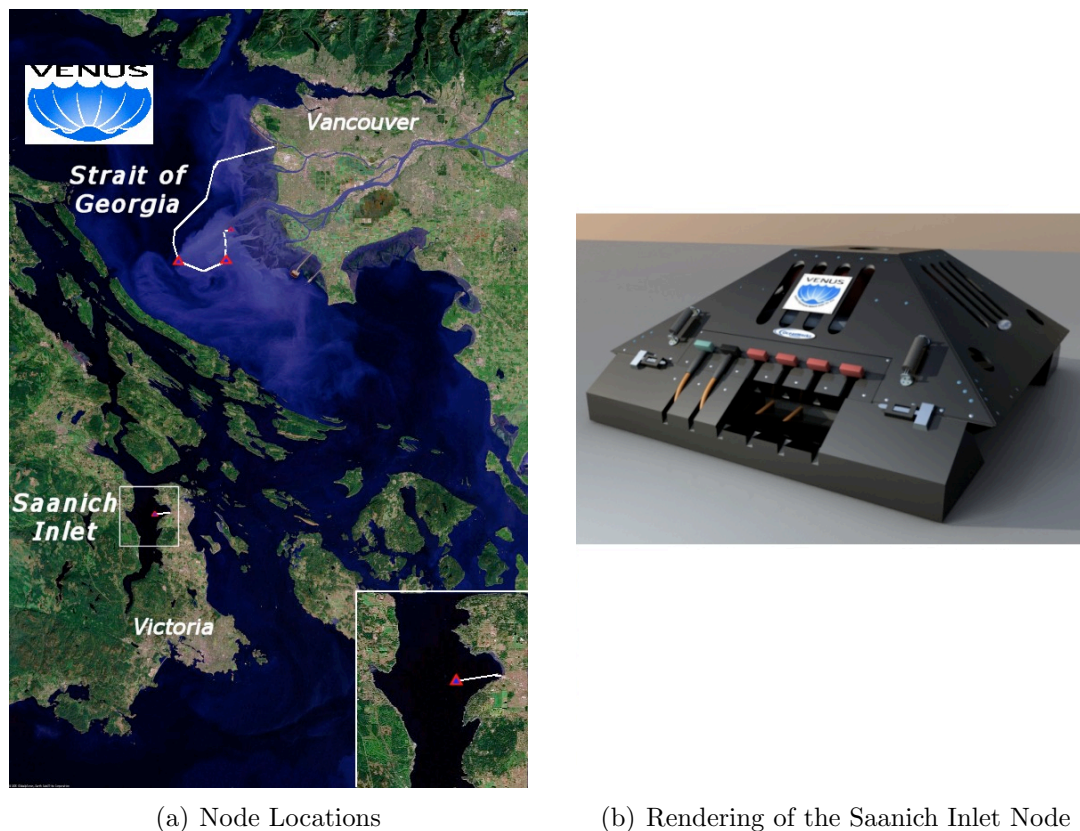 VENUS
Vancouver
Strait of
Georgia
Saanich
Inlet
Victoria
VENUS
(a) Node Locations
(b) Rendering of the Saanich Inlet Node